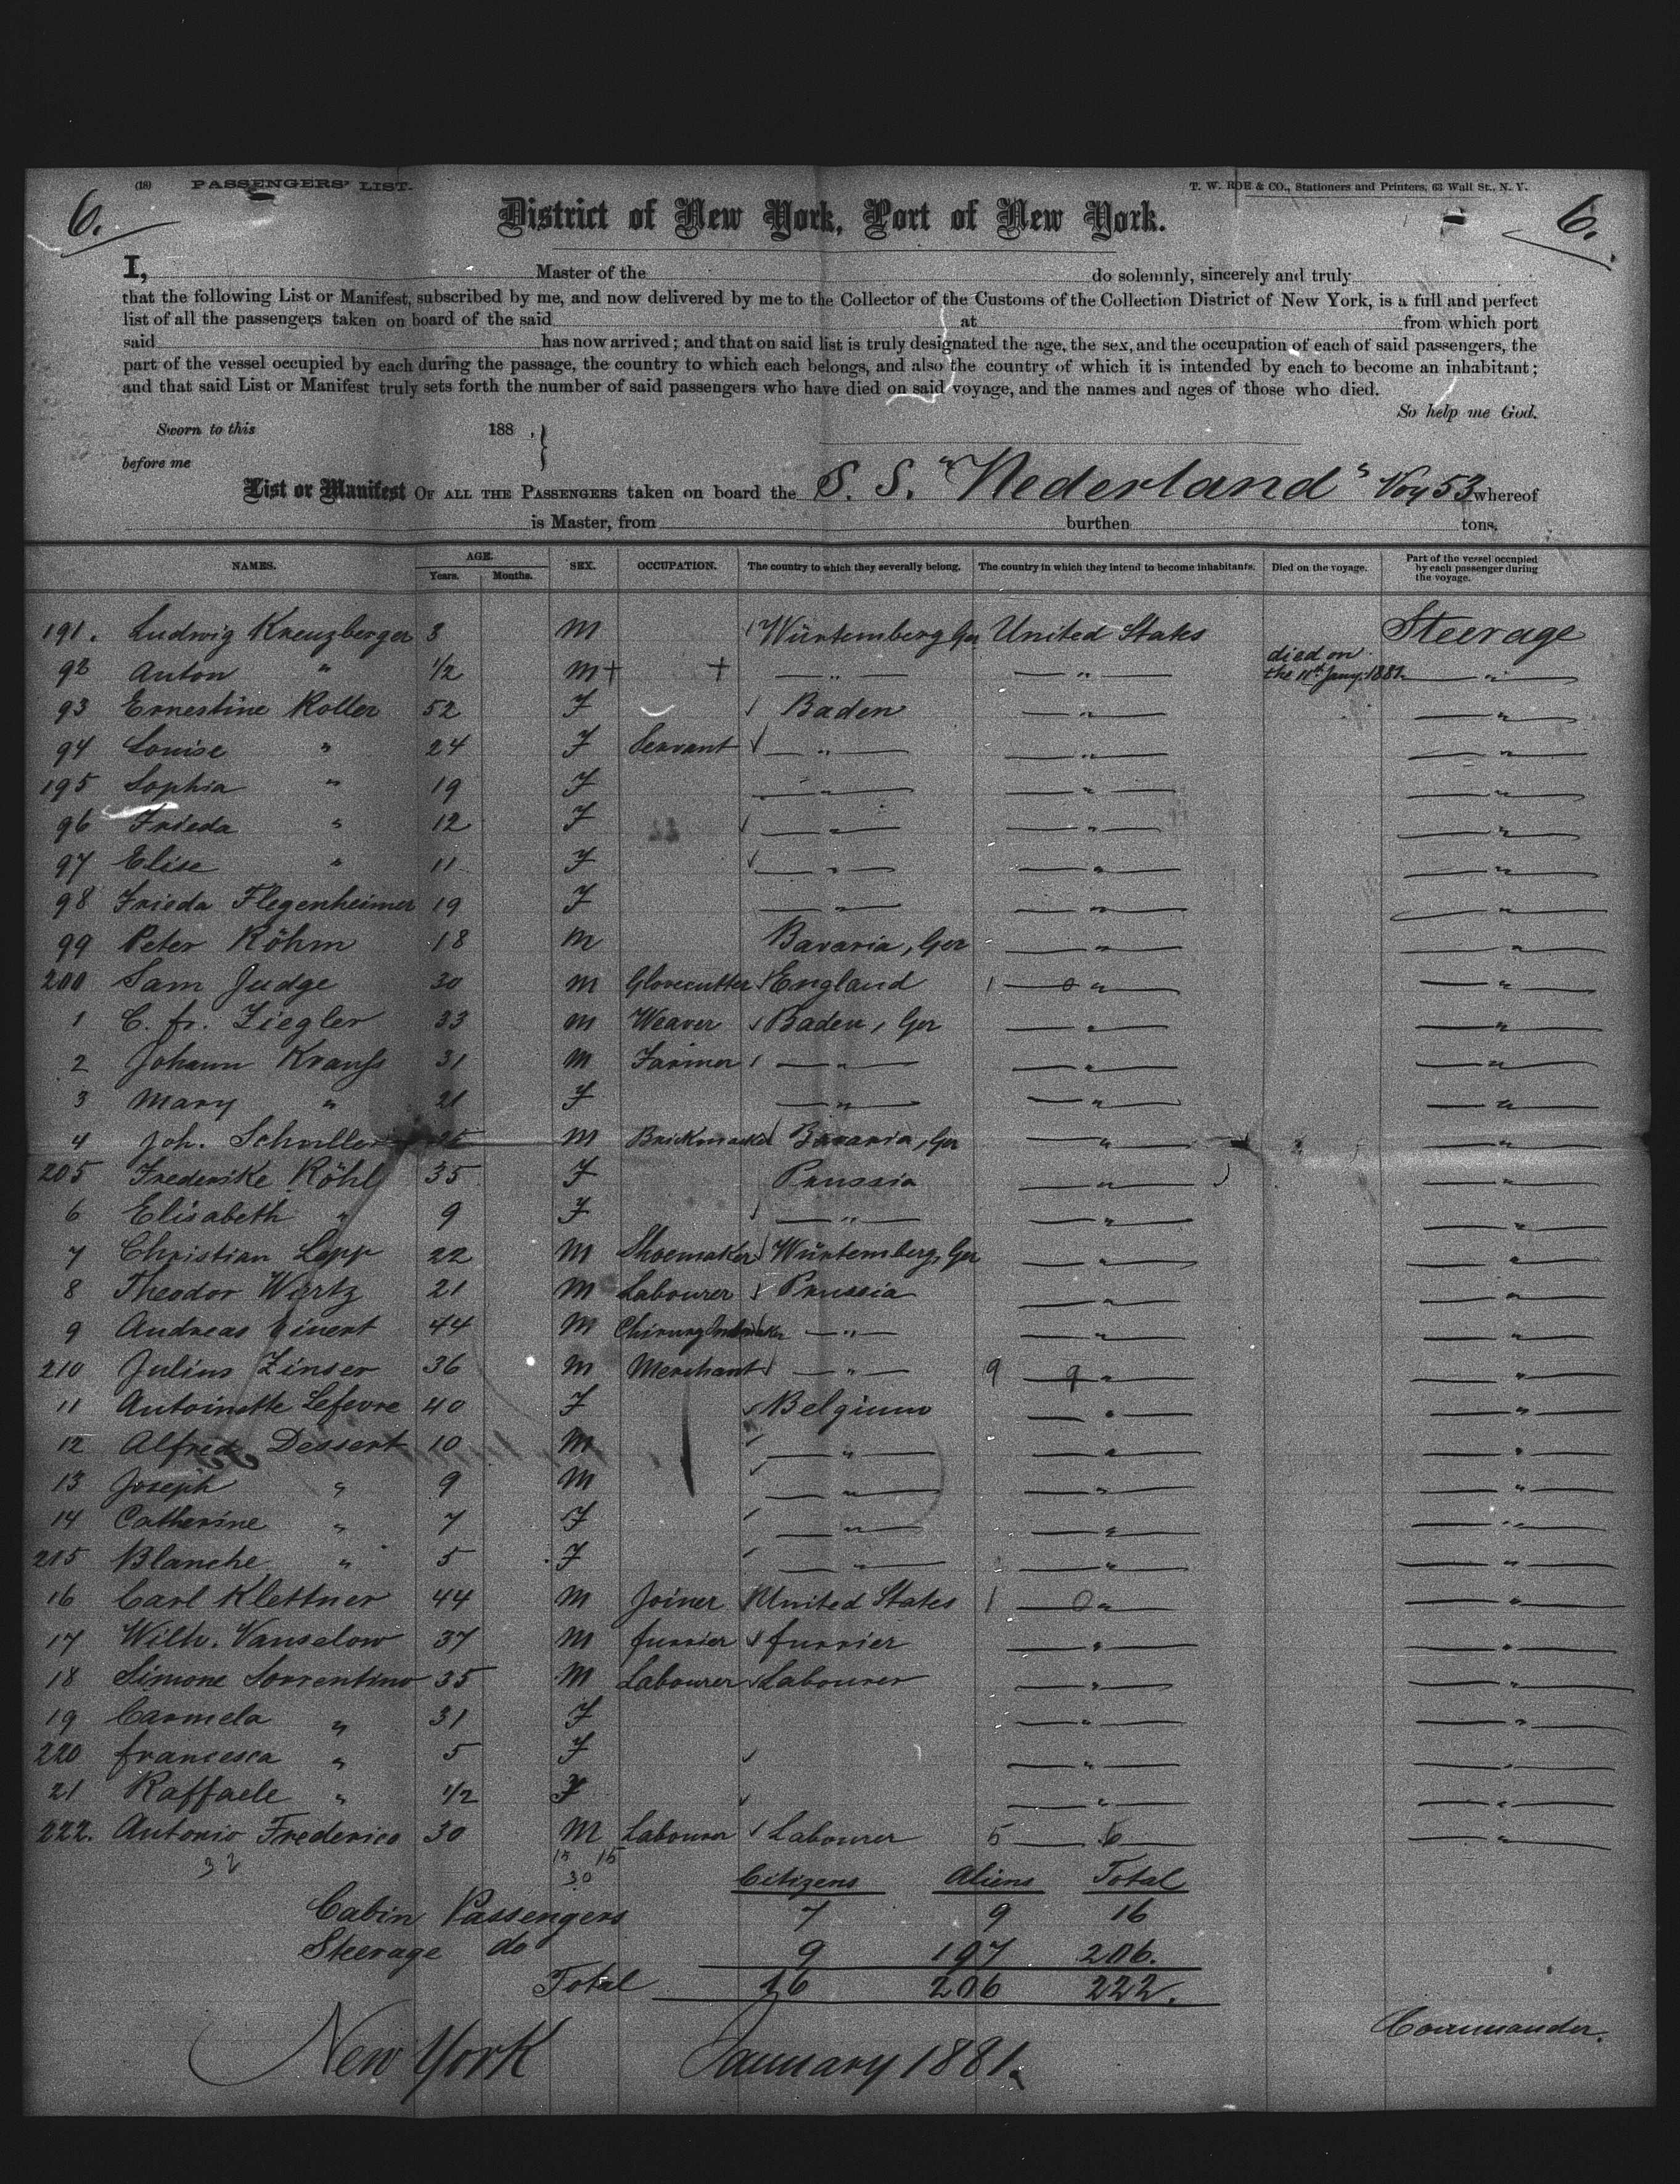 (18) PASSENGERS' LIST. T. W. ROE & CO., Stationers and Printers, 63 Wall St., N. Y.
6. 6.
District of New York, Port of New York.
I, Master of the do solemnly, sincerely and truly
that the following List or Manifest, subscribed by me, and now delivered by me to the Collector of the Customs of the Collection District of New York, is a full and perfect
list of all the passengers taken on board of the said at from which port
said has now arrived; and that on said list is truly designated the age, the sex, and the occupation of each of said passengers, the
part of the vessel occupied by each during the passage, the country to which each belongs, and also the country of which it is intended by each to become an inhabitant;
and that said List or Manifest truly sets forth the number of said passengers who have died on said voyage, and the names and ages of those who died.
So help me God.
Sworn to this 188 .
before me
List or Manifest OF ALL THE PASSENGERS taken on board the S. S. "Nederland" Voy 53 whereof
is Master, from burthen tons.
NAMES. AGE. Years. Months. SEX. OCCUPATION. The country to which they severally belong. The country in which they intend to become inhabitants. Died on the voyage. Part of the vessel occupied by each passenger during the voyage.
191. Ludwig Kreuzberger 3 M Würtemberg Ger United States Steerage
92 Anton " 1/2 M + + " " died on the 11th Jany. 1881. "
93 Ernestine Koller 52 F Baden " "
94 Louise " 24 F Servant " " "
195 Sophia " 19 F " " "
96 Frieda " 12 F " " "
97 Elise " 11 F " " "
98 Frieda Flegenheimer 19 F " " "
99 Peter Röhm 18 M Bavaria, Ger " "
200 Sam Judge 30 M Glovecutter England 1 0 " "
1 C. fr. Ziegler 33 M Weaver Baden, Ger " "
2 Johann Krauß 31 M Farmer " " "
3 Mary " 21 F " " "
4 Joh. M Brickmaker Bavaria, Ger " "
205 Frederike Röhl 35 F Prussia " "
6 Elisabeth " 9 F " " "
7 Christian Lapp 22 M Shoemaker Würtemberg, Ger " "
8 Theodor Wirtz 21 M Labourer Prussia " "
9 Andreas 44 M " " "
210 Julius Zinser 36 M Merchant " 9 9 " "
11 Antoinette Lefevre 40 F Belgium " "
12 Alfred Dessert 10 M " " "
13 Joseph " 9 M " " "
14 Catherine " 7 F " " "
215 Blanche " 5 F " " "
16 Carl Klettner 44 M Joiner United States 1 0 " "
17 Wilh. Vanselow 37 M furrier furrier " "
18 Simone Sorrentino 35 M Labourer Labourer " "
19 Carmela " 31 F " "
220 francesca " 5 F " "
21 Raffaele " 1/2 F " "
222. Antonio Frederico 30 M Labourer Labourer 5 "
32 15 15
30 Citizens Aliens Total
Cabin Passengers 7 9 16
Steerage do 9 197 206.
Total 16 206 222.
Commander.
New York January 1881.